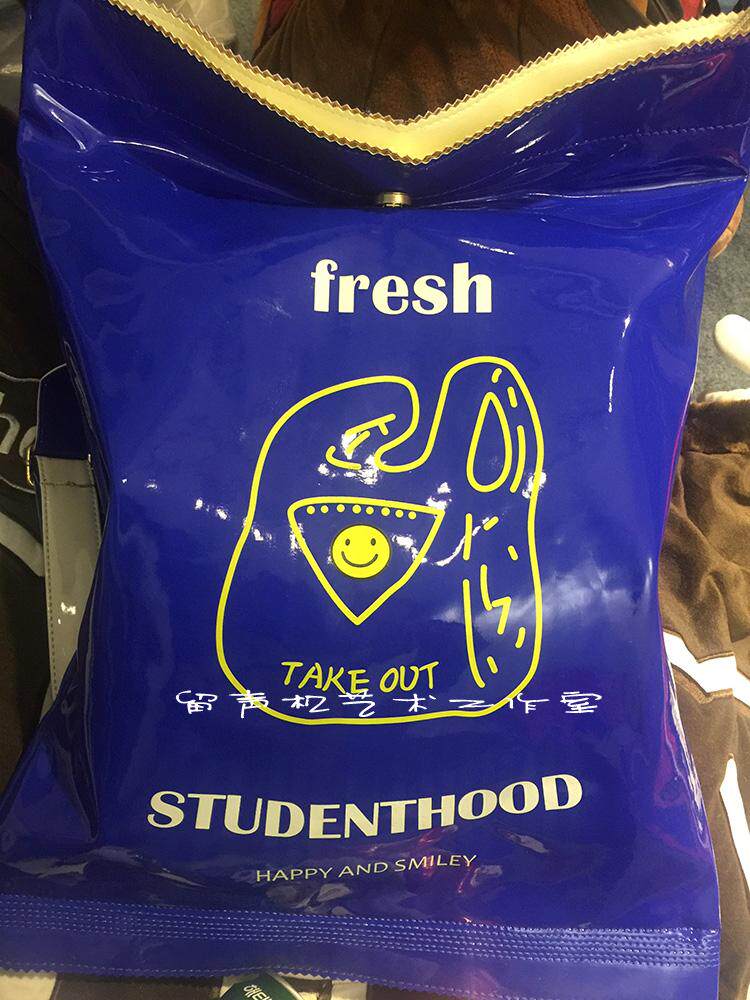 fresh
TAKE OUT
留声机艺术工作室
STUDENTHOOD
HAPPY AND SMILEY